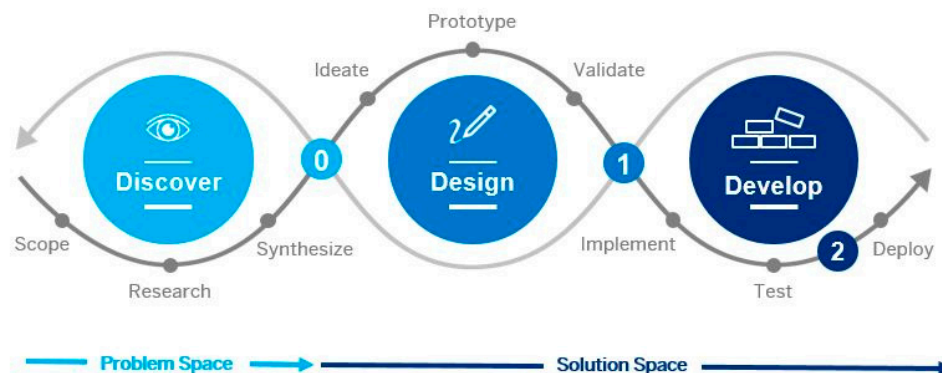 Prototype
Ideate
Validate
Discover
0
Design
1
Develop
Scope
Synthesize
Implement
2
Deploy
Research
Test
Problem Space
Solution Space